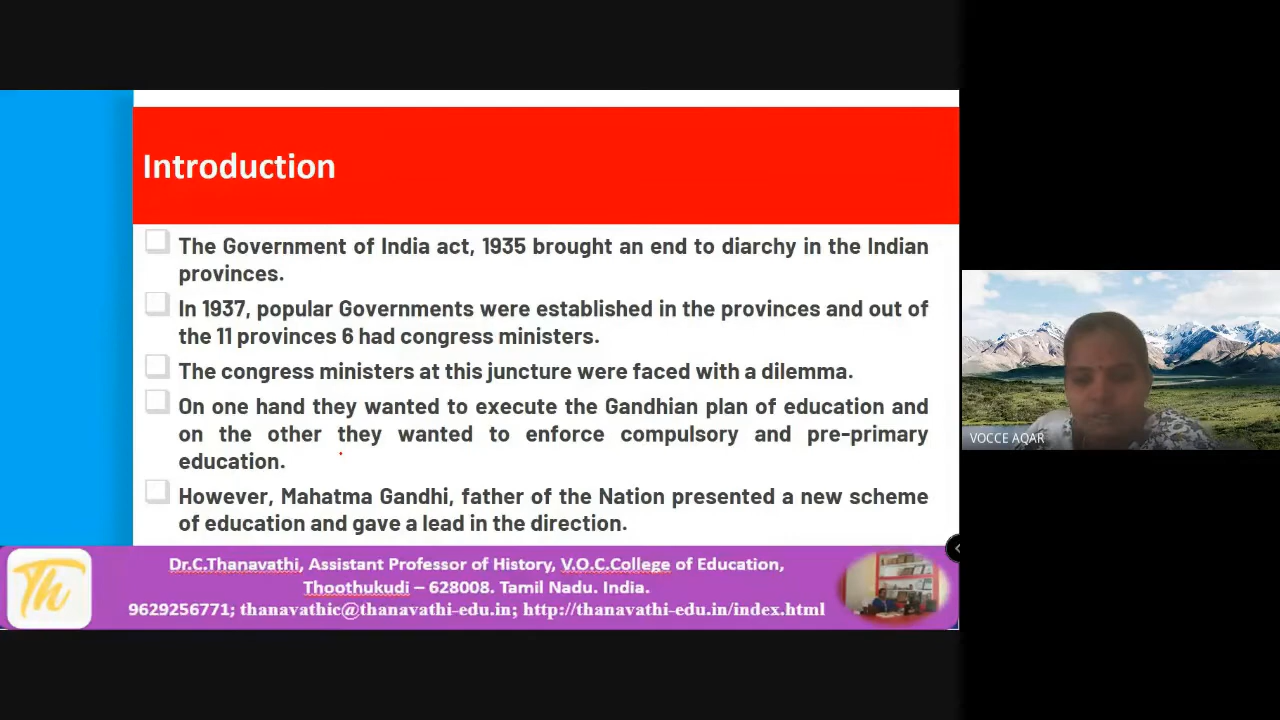 Introduction
The Government of India act, 1935 brought an end to diarchy in the Indian
provinces.
In 1937, popular Governments were established in the provinces and out of
the 11 provinces 6 had congress ministers.
The congress ministers at this juncture were faced with a dilemma.
On one hand they wanted to execute the Gandhian plan of education and
on the other they wanted to enforce compulsory and pre-primary
education.
However, Mahatma Gandhi, father of the Nation presented a new scheme
of education and gave a lead in the direction.
Th
Dr.C.Thanavathi, Assistant Professor of History, V.O.C.College of Education,
Thoothukudi – 628008. Tamil Nadu. India.
9629256771; thanavathic@thanavathi-edu.in; http://thanavathi-edu.in/index.html
VOCCE AQAR